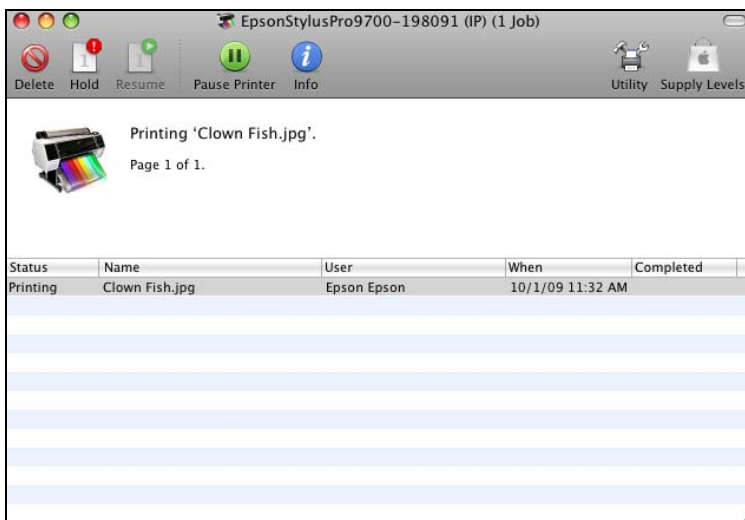 EpsonStylusPro9700-198091 (IP) (1 Job)
Delete Hold Resume Pause Printer Info Utility Supply Levels
Printing 'Clown Fish.jpg'.
Page 1 of 1.
Status Name User When Completed
Printing Clown Fish.jpg Epson Epson 10/1/09 11:32 AM